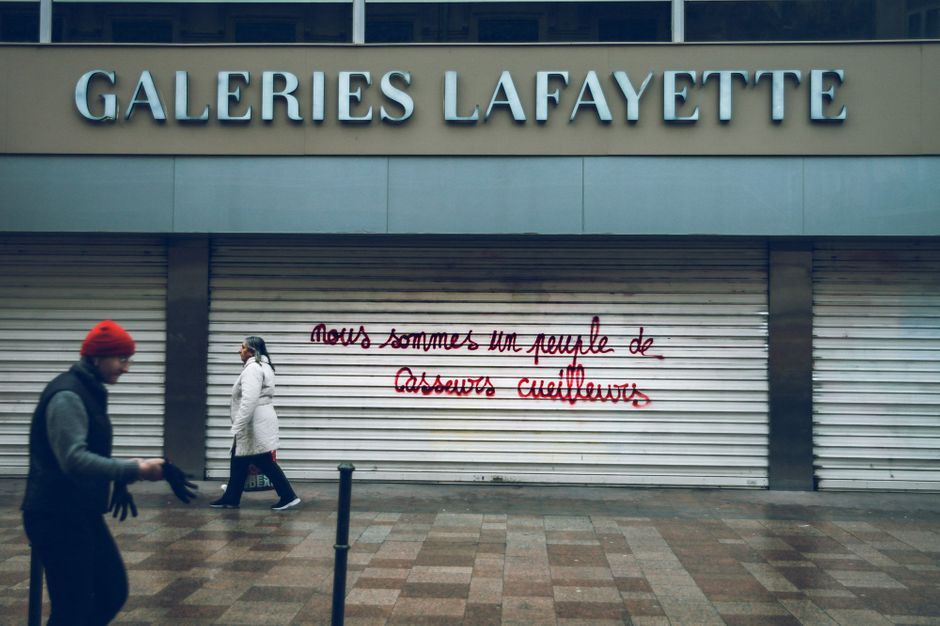 GALERIES LAFAYETTE
nous sommes un peuple de
Casseurs cueilleurs